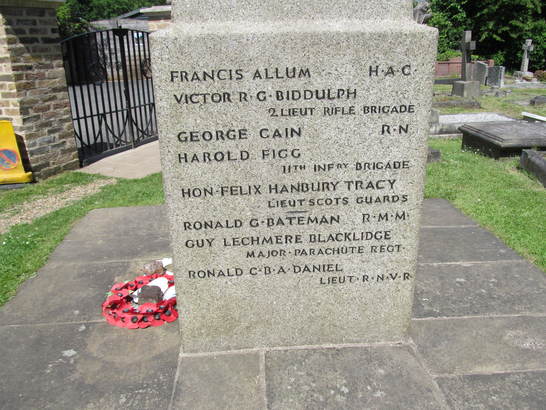 FRANCIS ALLUM H·A·C·
VICTOR R·G·BIDDULPH
2.LIEUT RIFLE BRIGADE
GEORGE CAIN R·N
HAROLD FIGG
11TH INFRY BRIGADE
HON·FELIX HANBURY TRACY
LIEUT SCOTS GUARDS
RONALD G·BATEMAN R·M·M·
GUY LECHMERE BLACKLIDGE
MAJOR·PARACHUTE REGT·
RONALD C·B·A·DANIEL
LIEUT·R·N·V·R